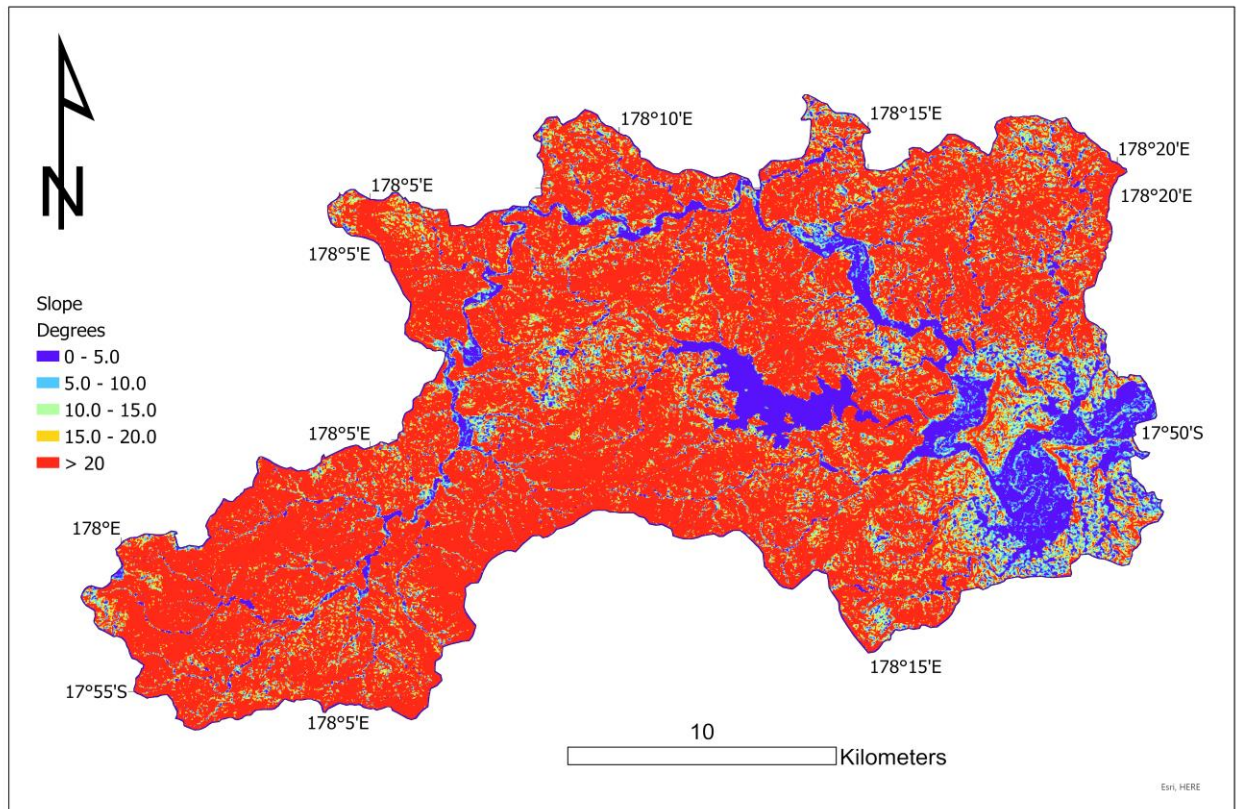 N
178°10'E
178°15'E
178°20'E
178°20'E
178°5'E
178°5'E
Slope
Degrees
0 - 5.0
5.0 - 10.0
10.0 - 15.0
15.0 - 20.0
> 20
178°5'E
17°50'S
178°E
178°15'E
17°55'S
178°5'E
10
Kilometers
Esri, HERE